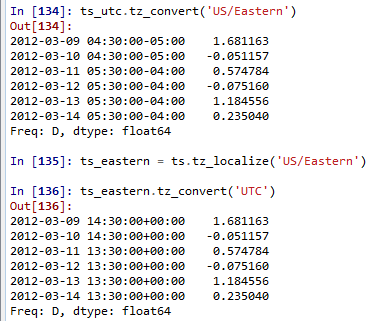 In [134]: ts_utc.tz_convert('US/Eastern')
Out[134]:
2012-03-09 04:30:00-05:00    1.681163
2012-03-10 04:30:00-05:00   -0.051157
2012-03-11 05:30:00-04:00    0.574784
2012-03-12 05:30:00-04:00   -0.075160
2012-03-13 05:30:00-04:00    1.184556
2012-03-14 05:30:00-04:00    0.235040
Freq: D, dtype: float64
In [135]: ts_eastern = ts.tz_localize('US/Eastern')
In [136]: ts_eastern.tz_convert('UTC')
Out[136]:
2012-03-09 14:30:00+00:00    1.681163
2012-03-10 14:30:00+00:00   -0.051157
2012-03-11 13:30:00+00:00    0.574784
2012-03-12 13:30:00+00:00   -0.075160
2012-03-13 13:30:00+00:00    1.184556
2012-03-14 13:30:00+00:00    0.235040
Freq: D, dtype: float64